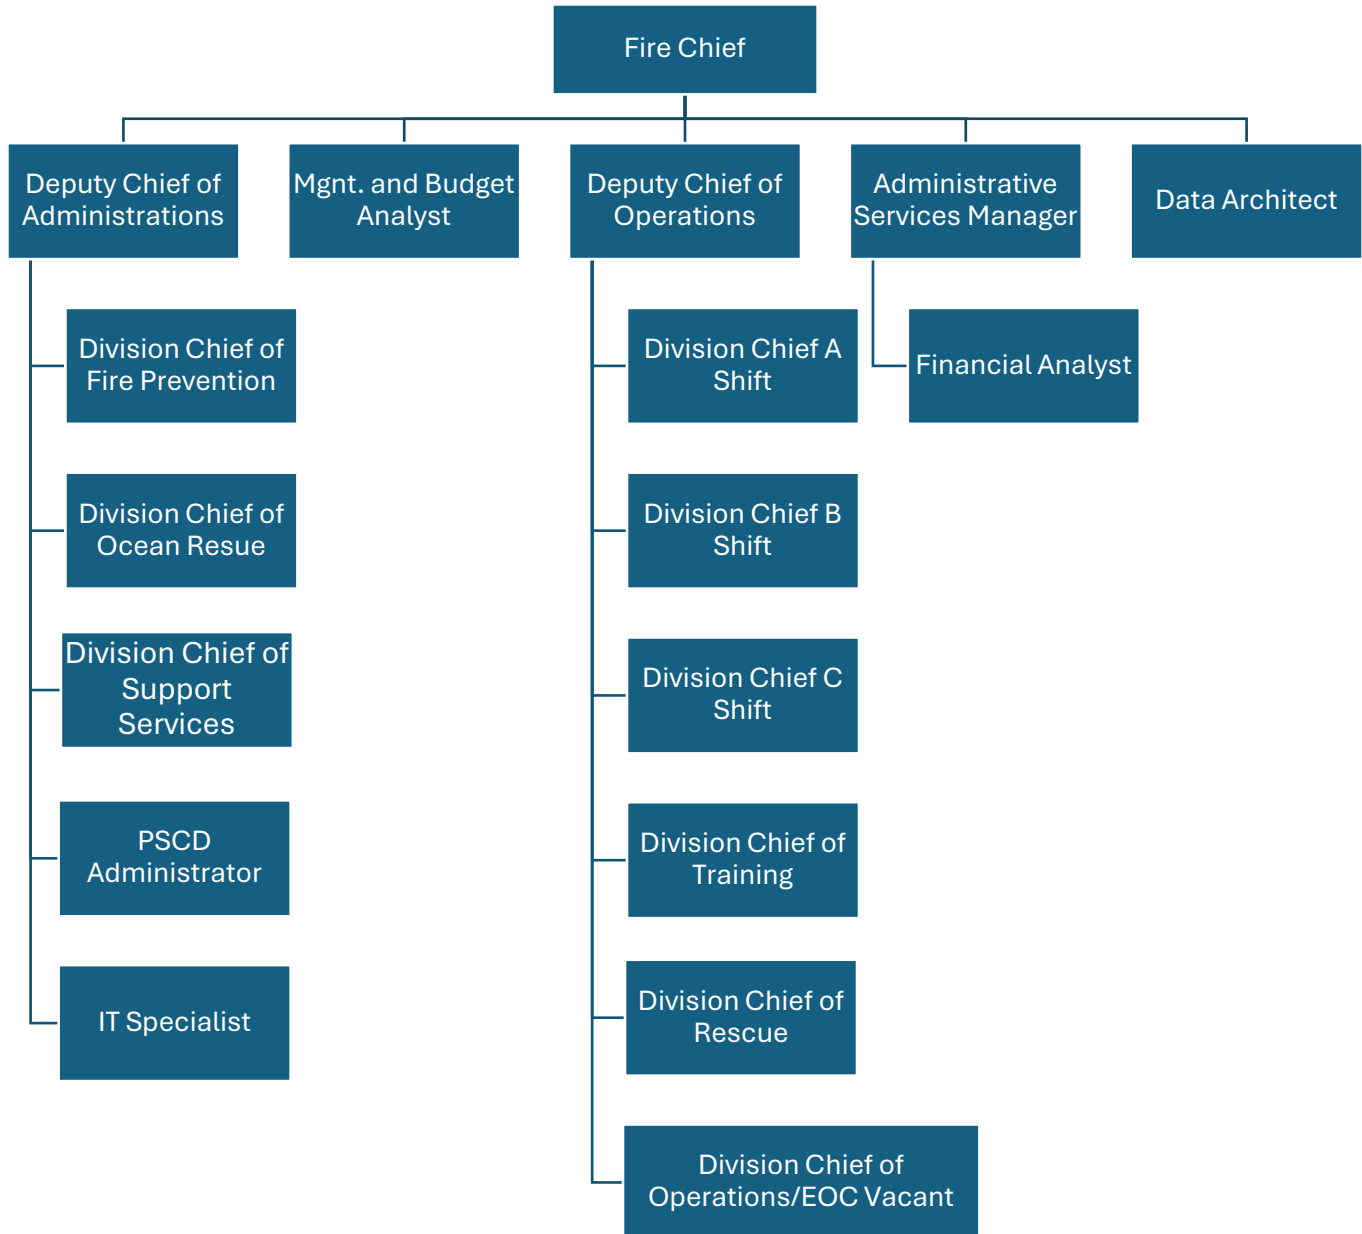 Fire Chief
Deputy Chief of
Administrations
Mgnt. and Budget
Analyst
Deputy Chief of
Operations
Administrative
Services Manager
Data Architect
Division Chief of
Fire Prevention
Division Chief of
Ocean Resue
Division Chief of
Support
Services
PSCD
Administrator
IT Specialist
Division Chief A
Shift
Division Chief B
Shift
Division Chief C
Shift
Division Chief of
Training
Division Chief of
Rescue
Division Chief of
Operations/EOC Vacant
Financial Analyst